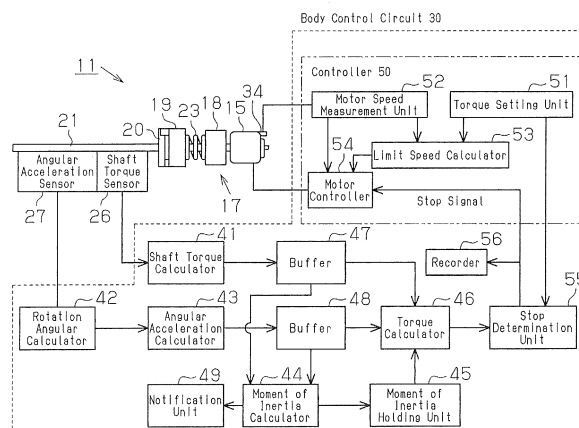 Body Control Circuit 30
11
Controller 50
52
51
Motor Speed
Measurement Unit
Torque Setting Unit
53
Limit Speed Calculator
54
Motor
Controller
Stop Signal
34
15
18
23
19
20
21
17
Angular
Acceleration
Sensor
Shaft
Torque
Sensor
27
26
41
Shaft Torque
Calculator
47
Buffer
56
Recorder
55
42
Rotation
Angular
Calculator
43
Angular
Acceleration
Calculator
48
Buffer
46
Torque
Calculator
Stop
Determination
Unit
49
Notification
Unit
44
Moment of
Inertia
Calculator
45
Moment of
Inertia
Holding Unit